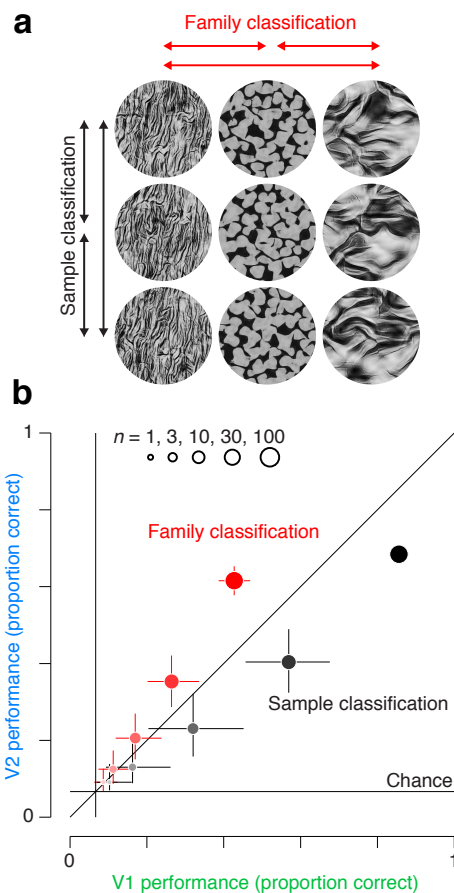 a
Family classification
Sample classification
b
1
n = 1, 3, 10, 30, 100
Family classification
V2 performance (proportion correct)
Sample classification
Chance
0
0
1
V1 performance (proportion correct)